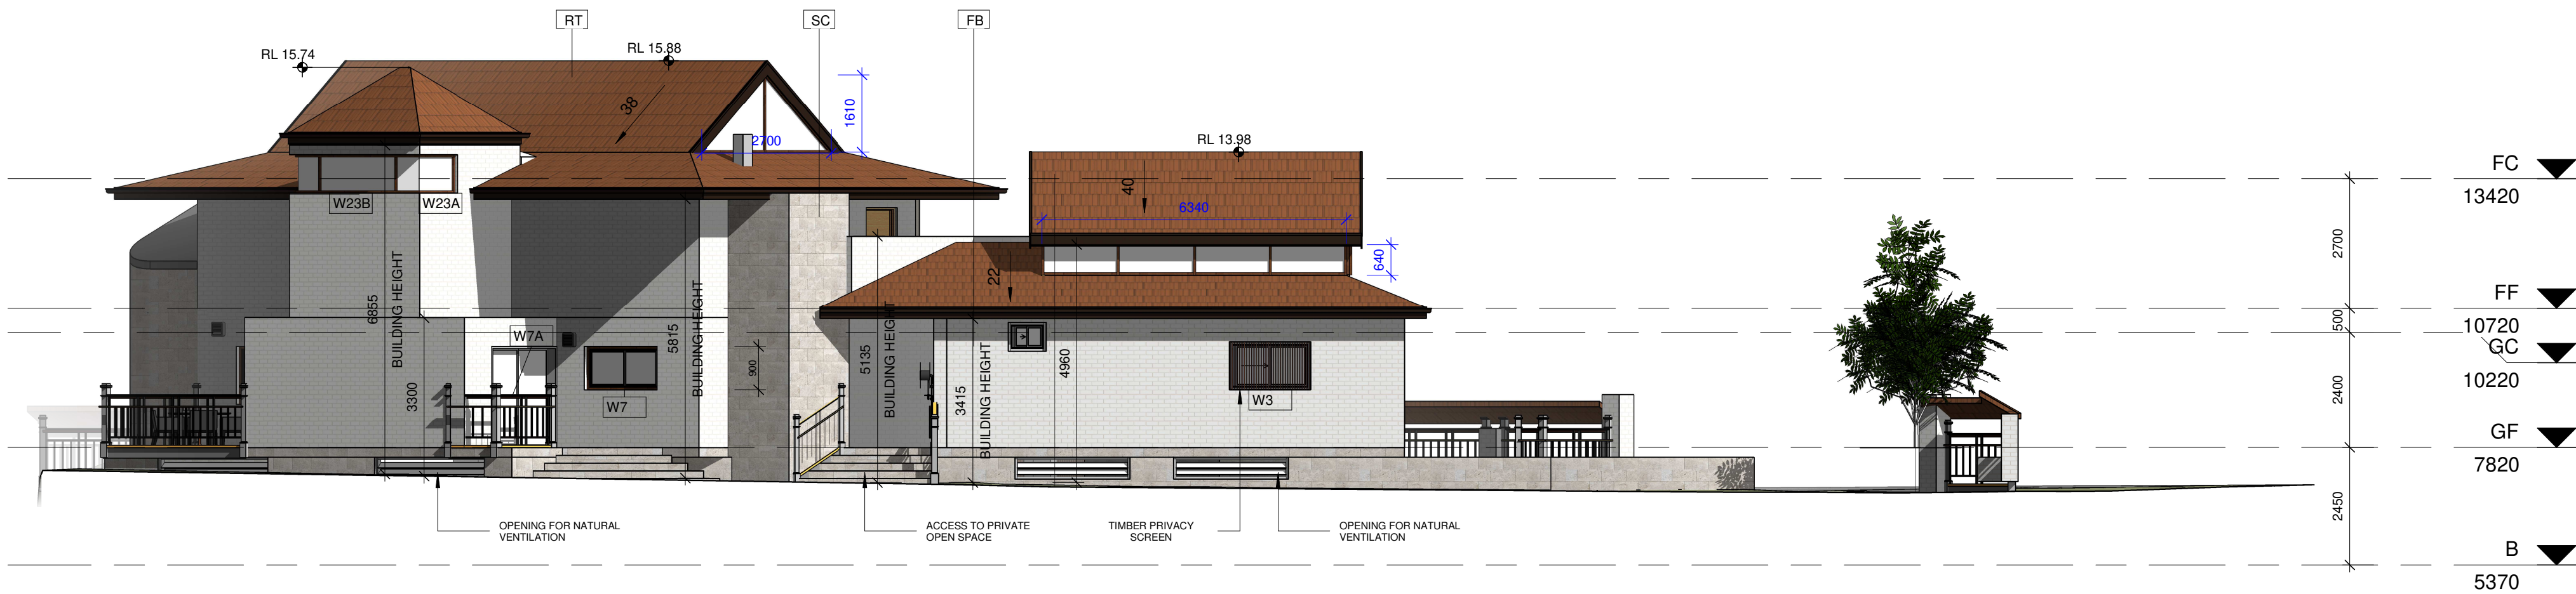 RT
SC
FB
RL 15.74
RL 15.88
38
1610
2700
RL 13.98
40
6340
640
22
W23B
W23A
6855
BUILDING HEIGHT
3300
W7A
W7
5815
BUILDING HEIGHT
900
5135
BUILDING HEIGHT
3415
BUILDING HEIGHT
4960
W3
OPENING FOR NATURAL
VENTILATION
ACCESS TO PRIVATE
OPEN SPACE
TIMBER PRIVACY
SCREEN
OPENING FOR NATURAL
VENTILATION
2700
500
2400
2450
FC
13420
FF
10720
GC
10220
GF
7820
B
5370